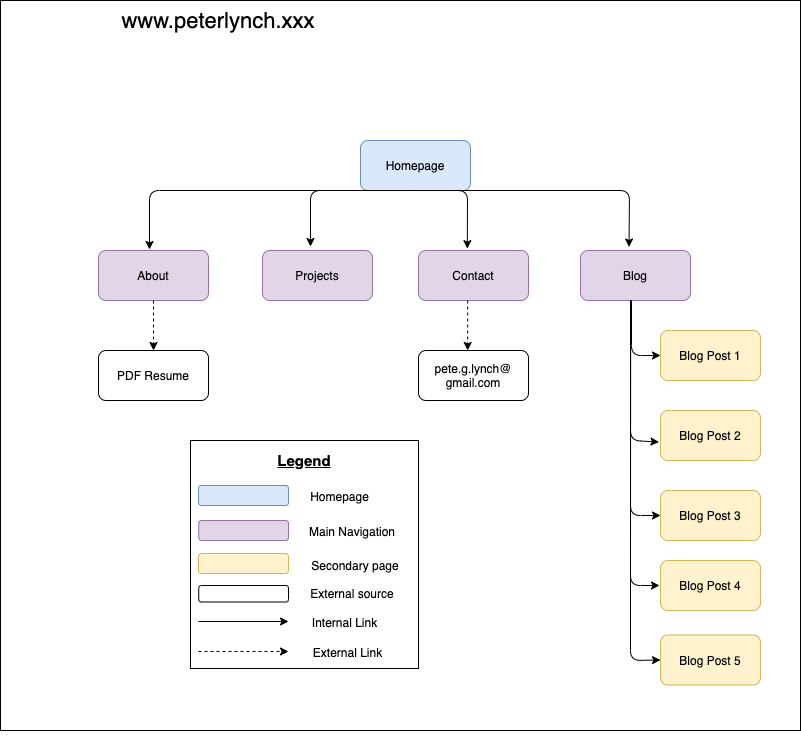 www.peterlynch.xxx
Homepage
About
Projects
Contact
Blog
PDF Resume
pete.g.lynch@
gmail.com
Blog Post 1
Blog Post 2
Blog Post 3
Blog Post 4
Blog Post 5
Legend
Homepage
Main Navigation
Secondary page
External source
Internal Link
External Link